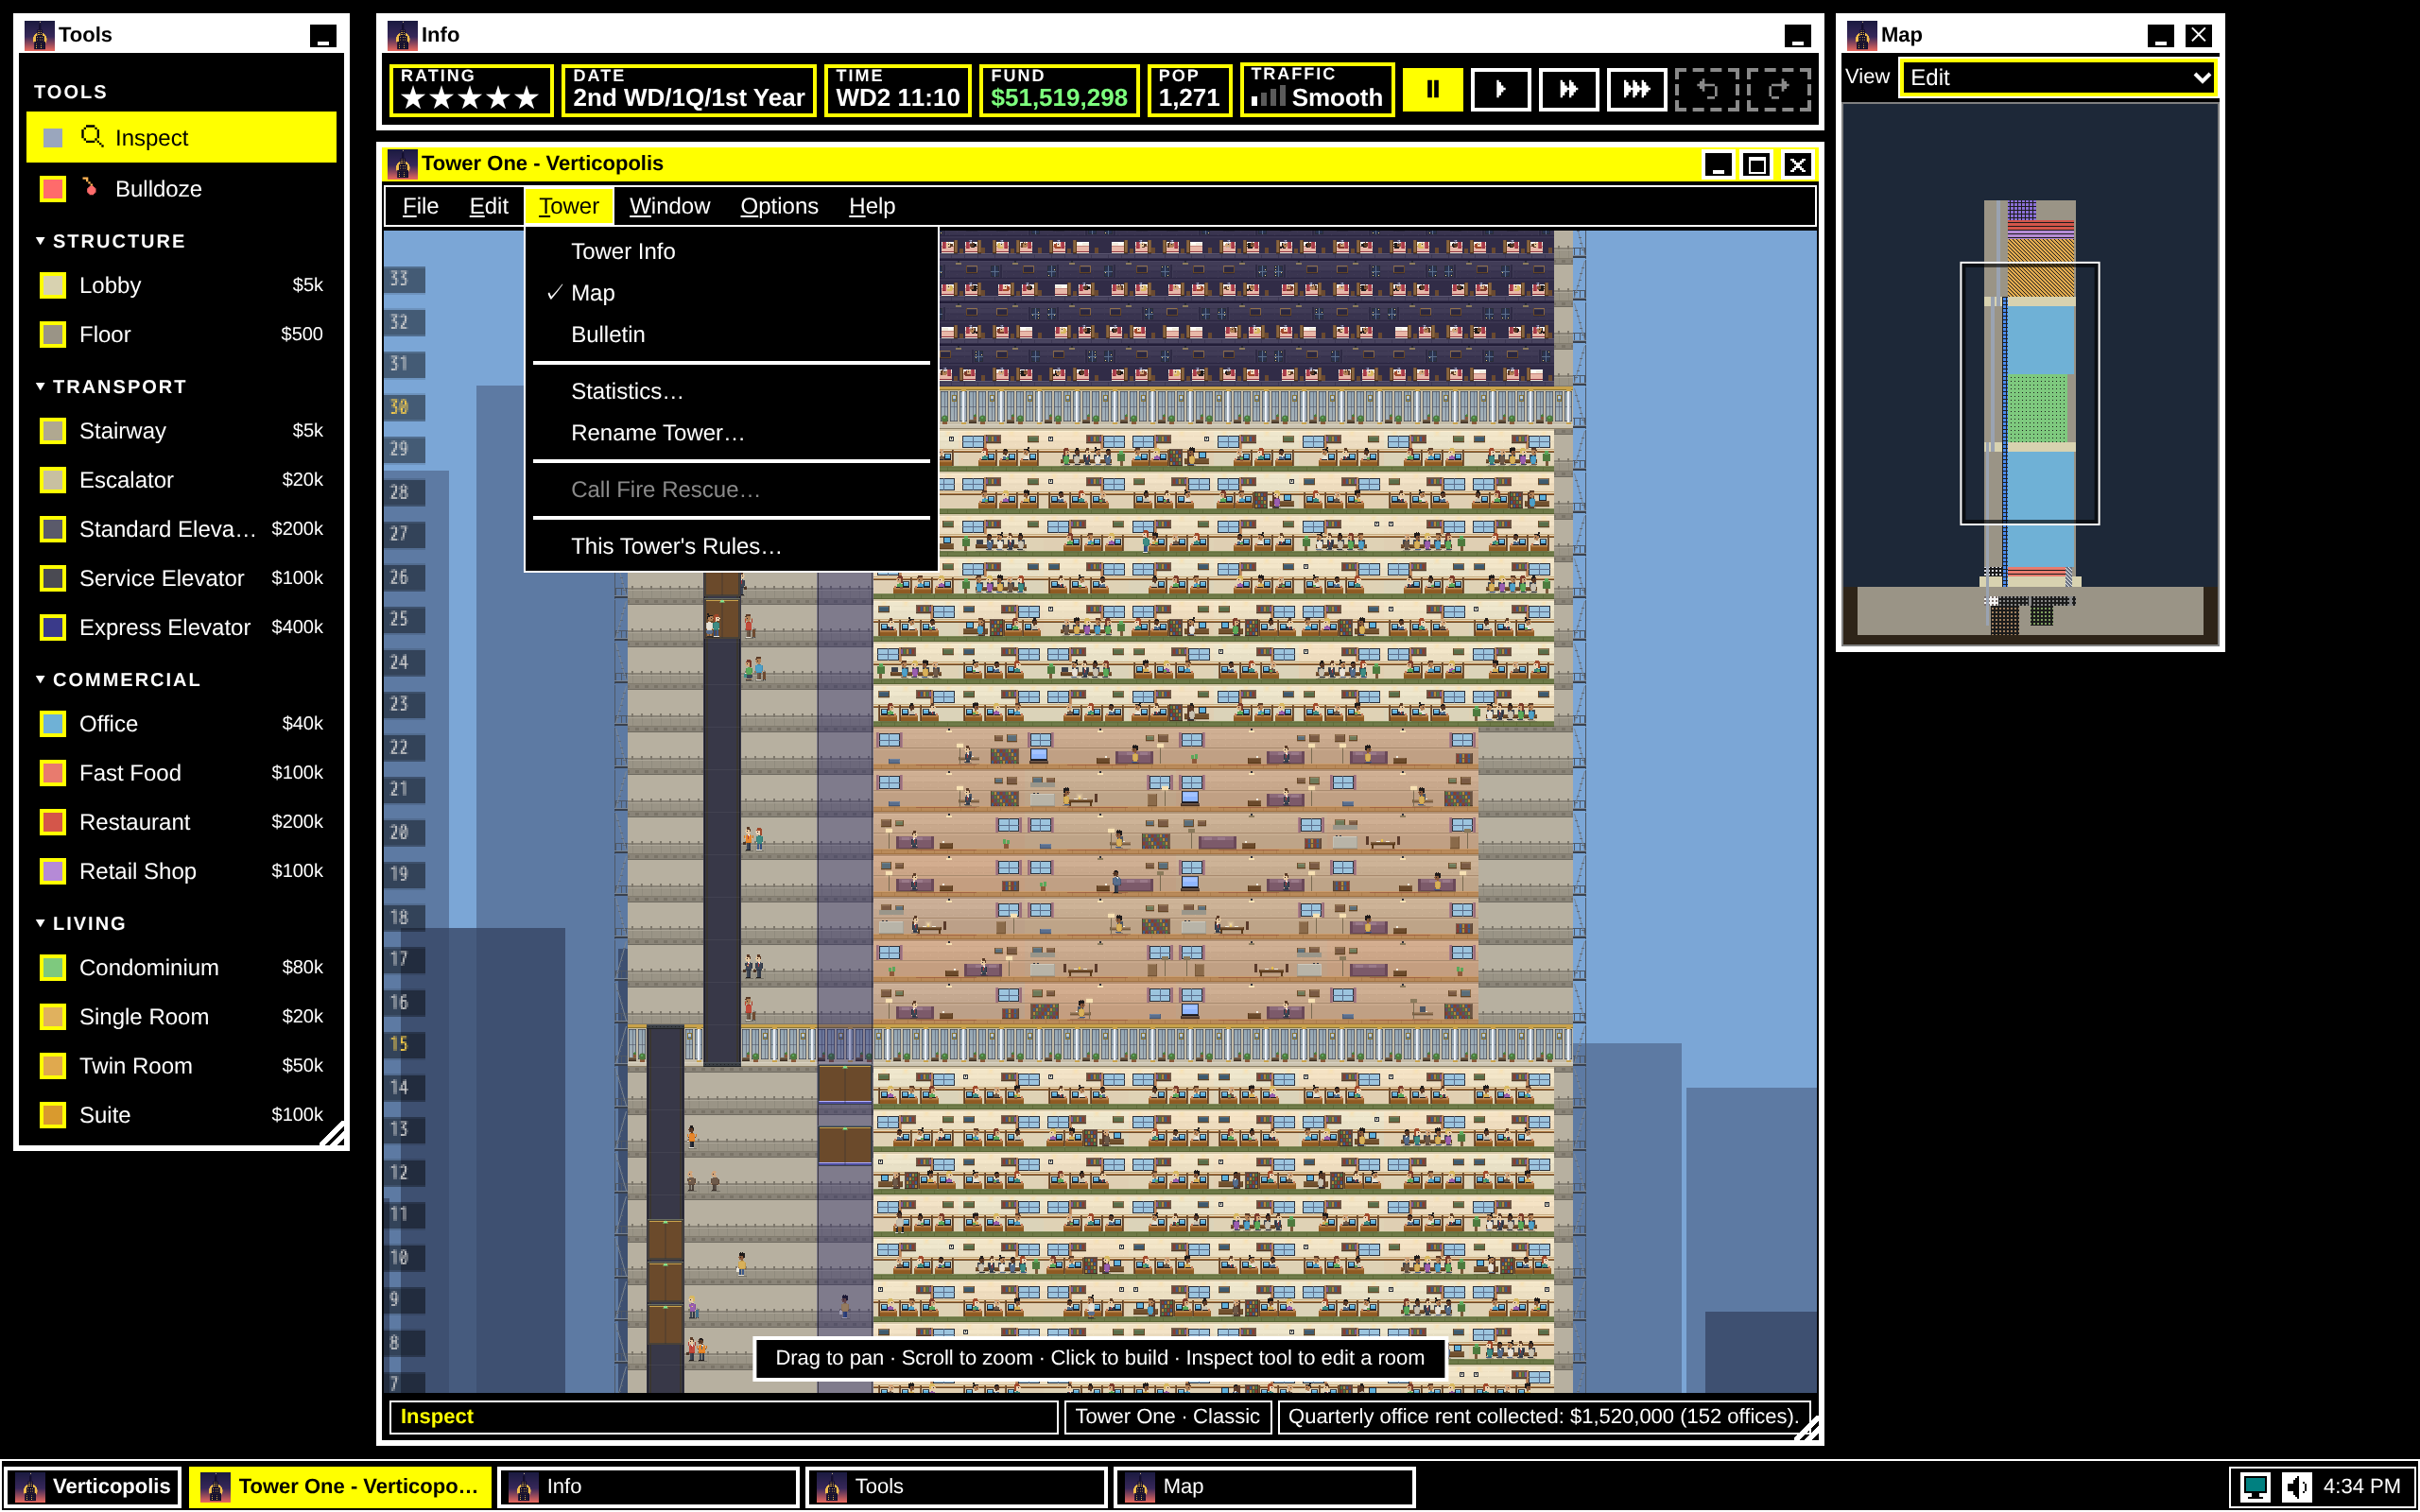 Tools
TOOLS
Inspect
Bulldoze
STRUCTURE
Lobby $5k
Floor $500
TRANSPORT
Stairway $5k
Escalator $20k
Standard Eleva… $200k
Service Elevator $100k
Express Elevator $400k
COMMERCIAL
Office $40k
Fast Food $100k
Restaurant $200k
Retail Shop $100k
LIVING
Condominium $80k
Single Room $20k
Twin Room $50k
Suite $100k
Info
RATING
★★★★★
DATE
2nd WD/1Q/1st Year
TIME
WD2 11:10
FUND
$51,519,298
POP
1,271
TRAFFIC
Smooth
Tower One - Verticopolis
File Edit Tower Window Options Help
Tower Info
✓ Map
Bulletin
Statistics…
Rename Tower…
Call Fire Rescue…
This Tower's Rules…
33
32
31
30
29
28
27
26
25
24
23
22
21
20
19
18
17
16
15
14
13
12
11
10
9
8
7
Drag to pan · Scroll to zoom · Click to build · Inspect tool to edit a room
Inspect
Tower One · Classic
Quarterly office rent collected: $1,520,000 (152 offices).
Map
View Edit
Verticopolis
Tower One - Verticopo…
Info
Tools
Map
4:34 PM